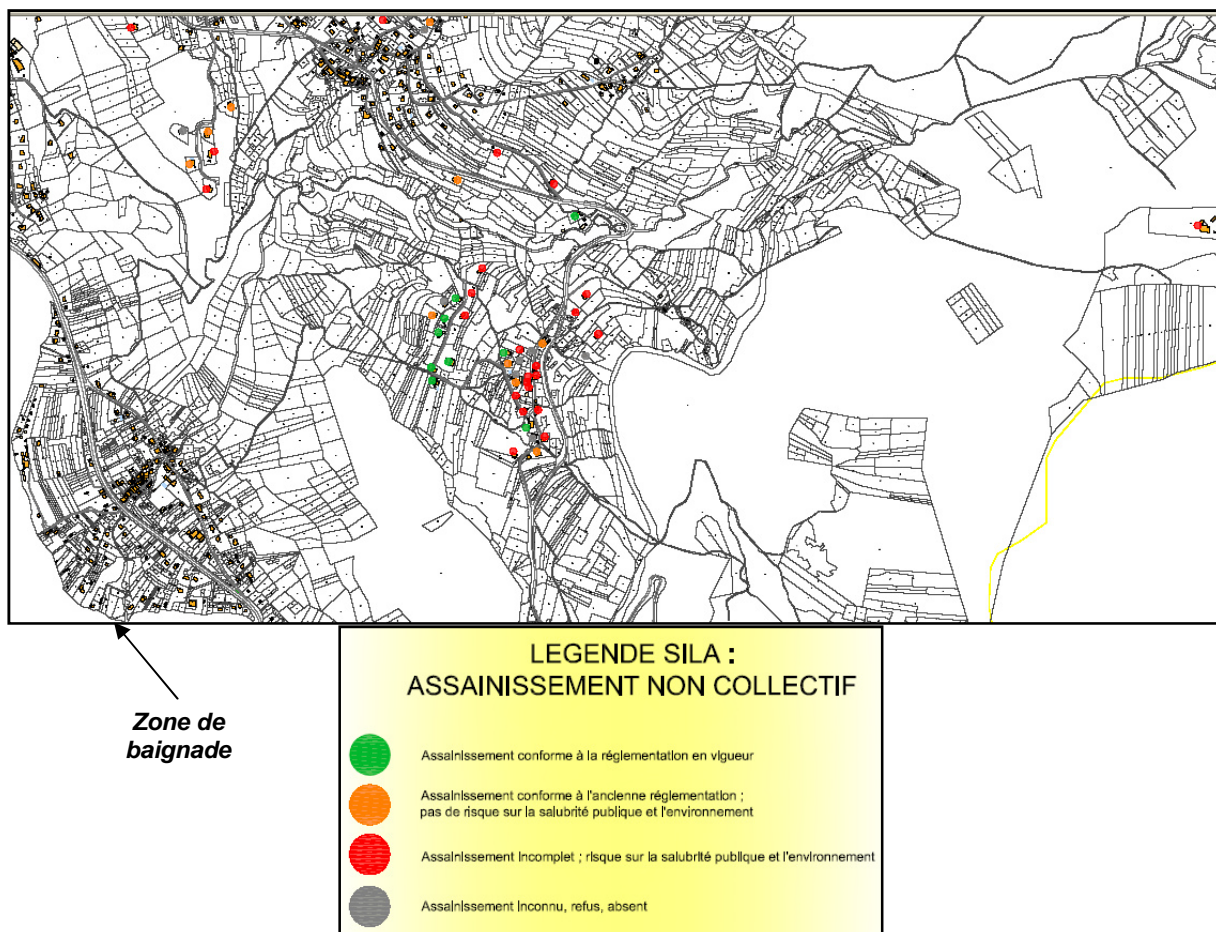 Zone de
baignade
LEGENDE SILA :
ASSAINISSEMENT NON COLLECTIF
Assainissement conforme à la réglementation en vigueur
Assainissement conforme à l'ancienne réglementation ;
pas de risque sur la salubrité publique et l'environnement
Assainissement incomplet ; risque sur la salubrité publique et l'environnement
Assainissement inconnu, refus, absent